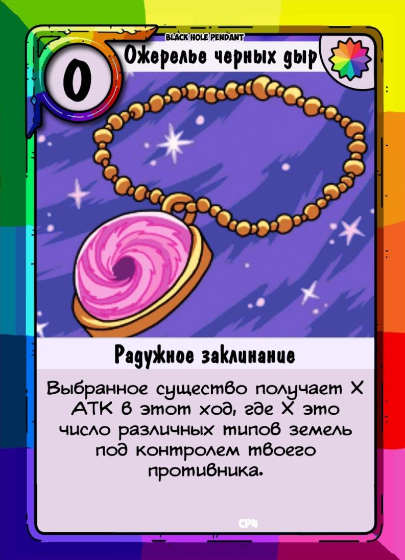 BLACK HOLE PENDANT
0
Ожерелье черных дыр
Радужное заклинание
Выбранное существо получает X
АТК в этот ход, где X это
число различных типов земель
под контролем твоего
противника.
CP4